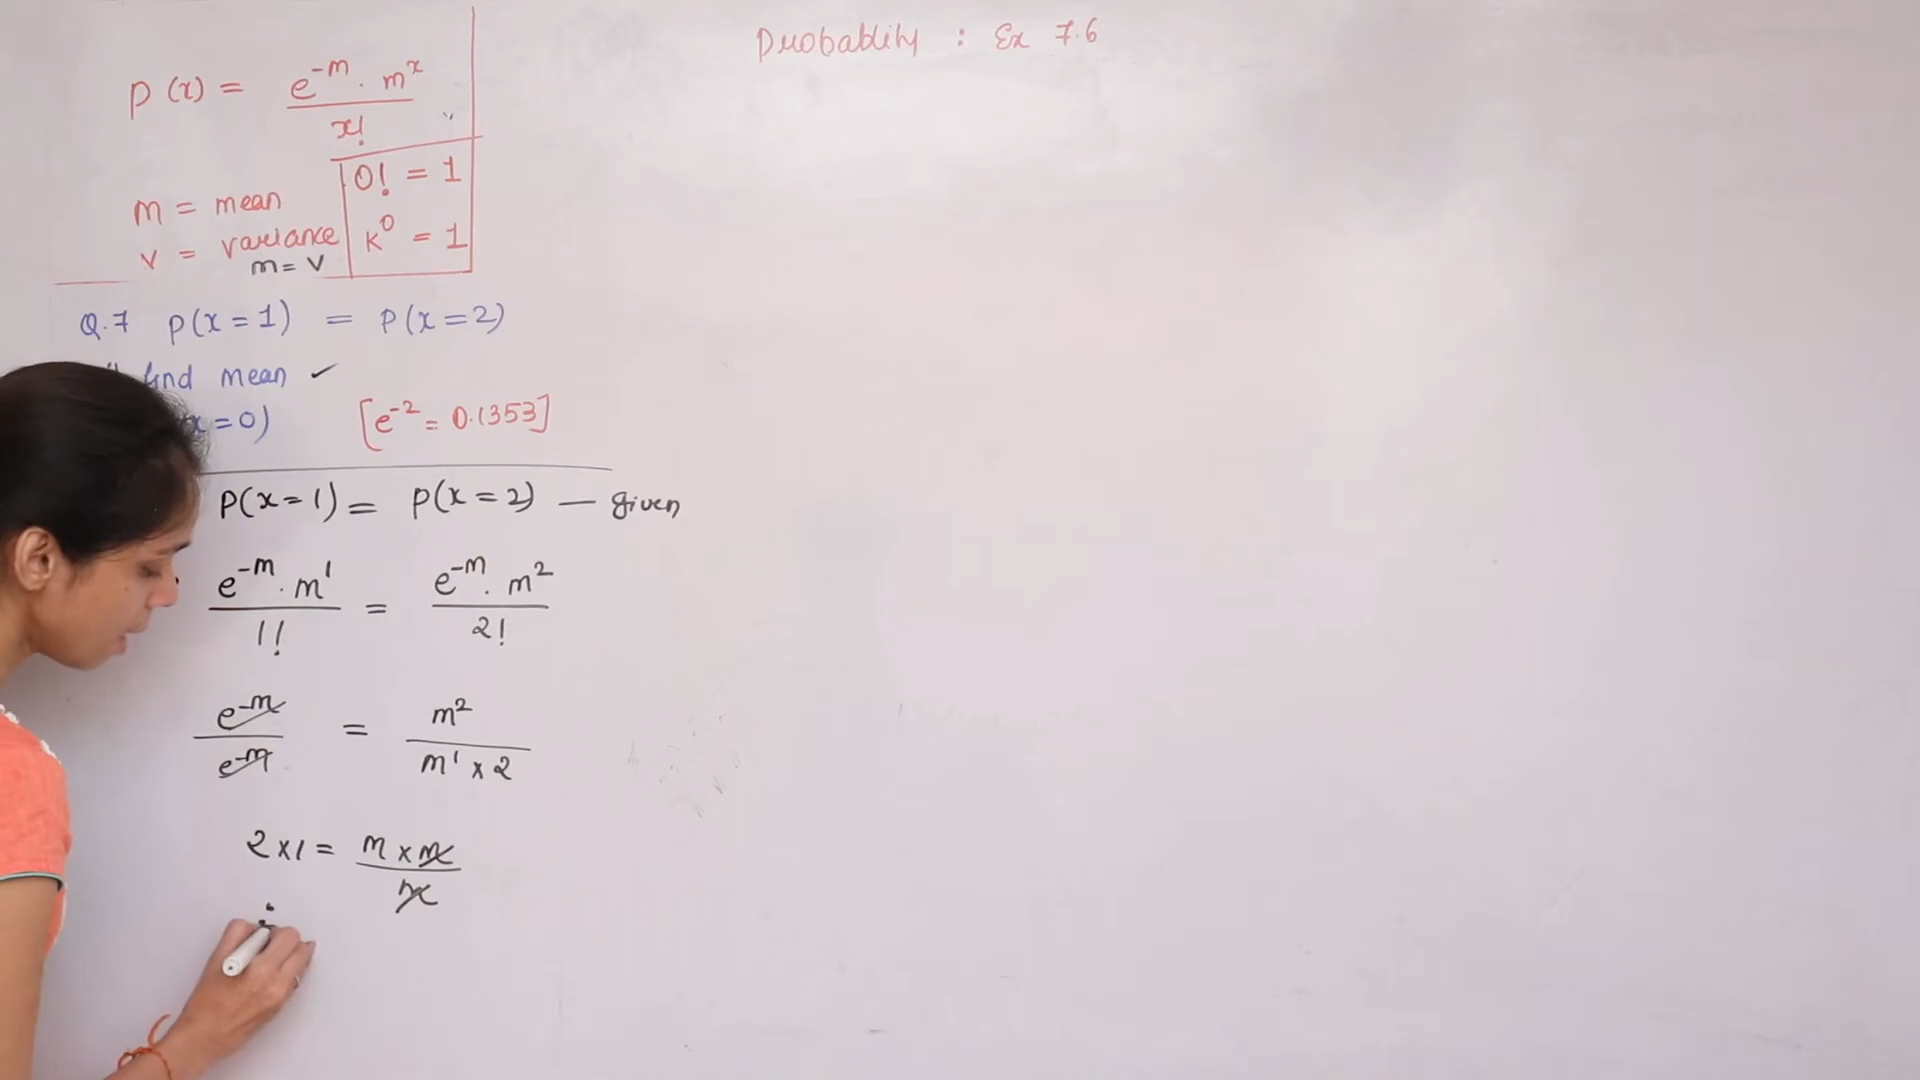 Probablity : Ex 7.6
P (x) = e^-m . m^x / x!
0! = 1
m = mean
v = variance
k^0 = 1
m = v
Q.7 P(x=1) = P(x=2)
find mean ✓
x=0) [e^-2 = 0.1353]
P(x=1) = P(x=2) — given
e^-m . m^1 / 1! = e^-m . m^2 / 2!
e^-m / e^-m = m^2 / m^1 x 2
2 x 1 = m x m / m